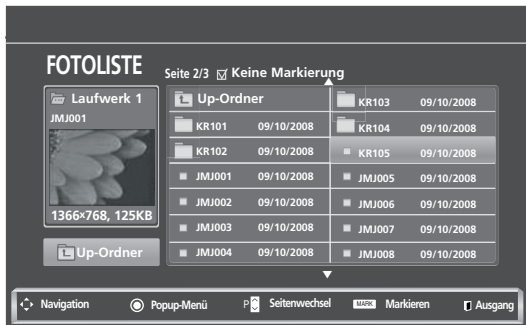 FOTOLISTE
Seite 2/3 Keine Markierung
Laufwerk 1
JMJ001
1366×768, 125KB
Up-Ordner
Up-Ordner
KR101 09/10/2008
KR102 09/10/2008
JMJ001 09/10/2008
JMJ002 09/10/2008
JMJ003 09/10/2008
JMJ004 09/10/2008
KR103 09/10/2008
KR104 09/10/2008
KR105 09/10/2008
JMJ005 09/10/2008
JMJ006 09/10/2008
JMJ007 09/10/2008
JMJ008 09/10/2008
Navigation Popup-Menü P Seitenwechsel MARK Markieren Ausgang